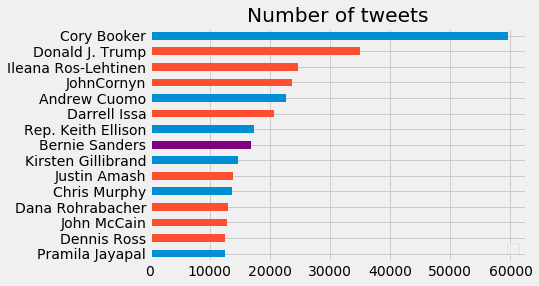 Number of tweets
Cory Booker
Donald J. Trump
Ileana Ros-Lehtinen
JohnCornyn
Andrew Cuomo
Darrell Issa
Rep. Keith Ellison
Bernie Sanders
Kirsten Gillibrand
Justin Amash
Chris Murphy
Dana Rohrabacher
John McCain
Dennis Ross
Pramila Jayapal
0 10000 20000 30000 40000 50000 60000